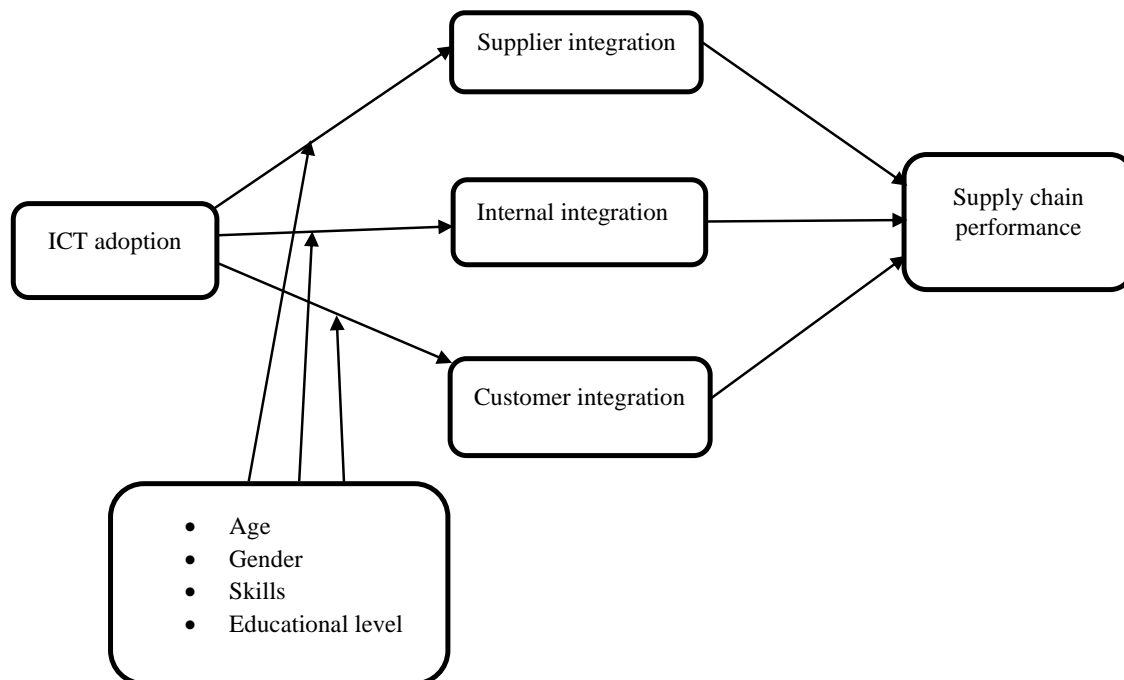 Supplier integration
Internal integration
ICT adoption
Supply chain
performance
Customer integration
• Age
• Gender
• Skills
• Educational level